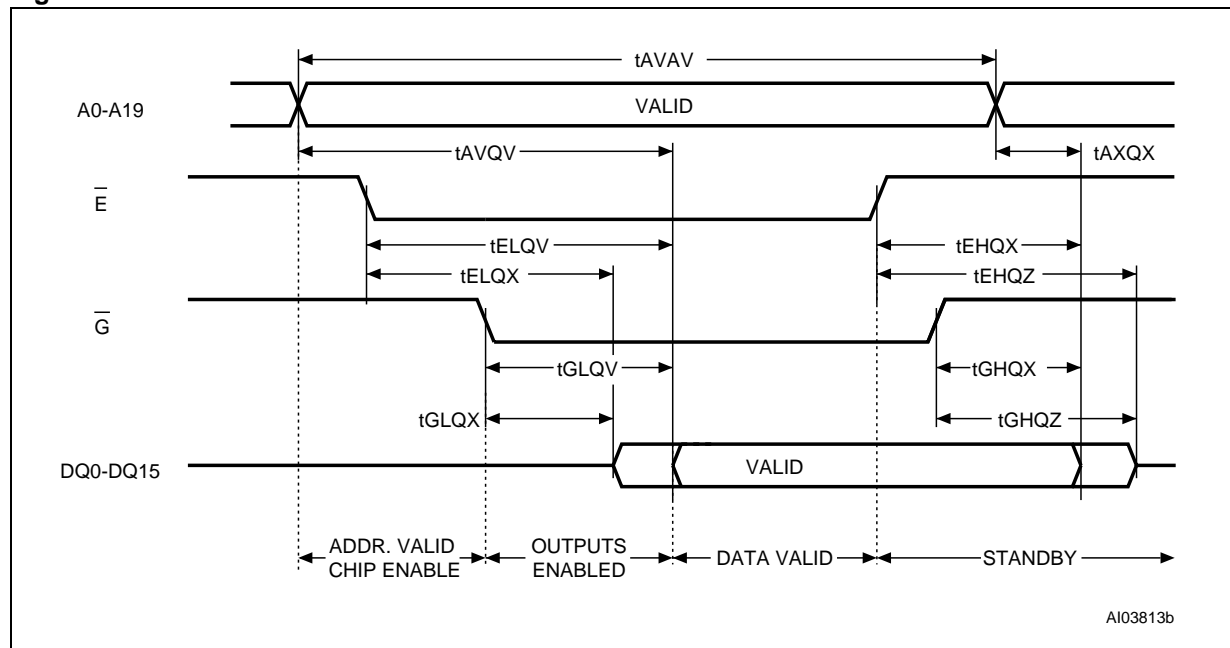 tAVAV
A0-A19
VALID
tAVQV
tAXQX
E
tELQV
tEHQX
tELQX
tEHQZ
G
tGLQV
tGHQX
tGLQX
tGHQZ
DQ0-DQ15
VALID
ADDR. VALID
CHIP ENABLE
OUTPUTS
ENABLED
DATA VALID
STANDBY
AI03813b